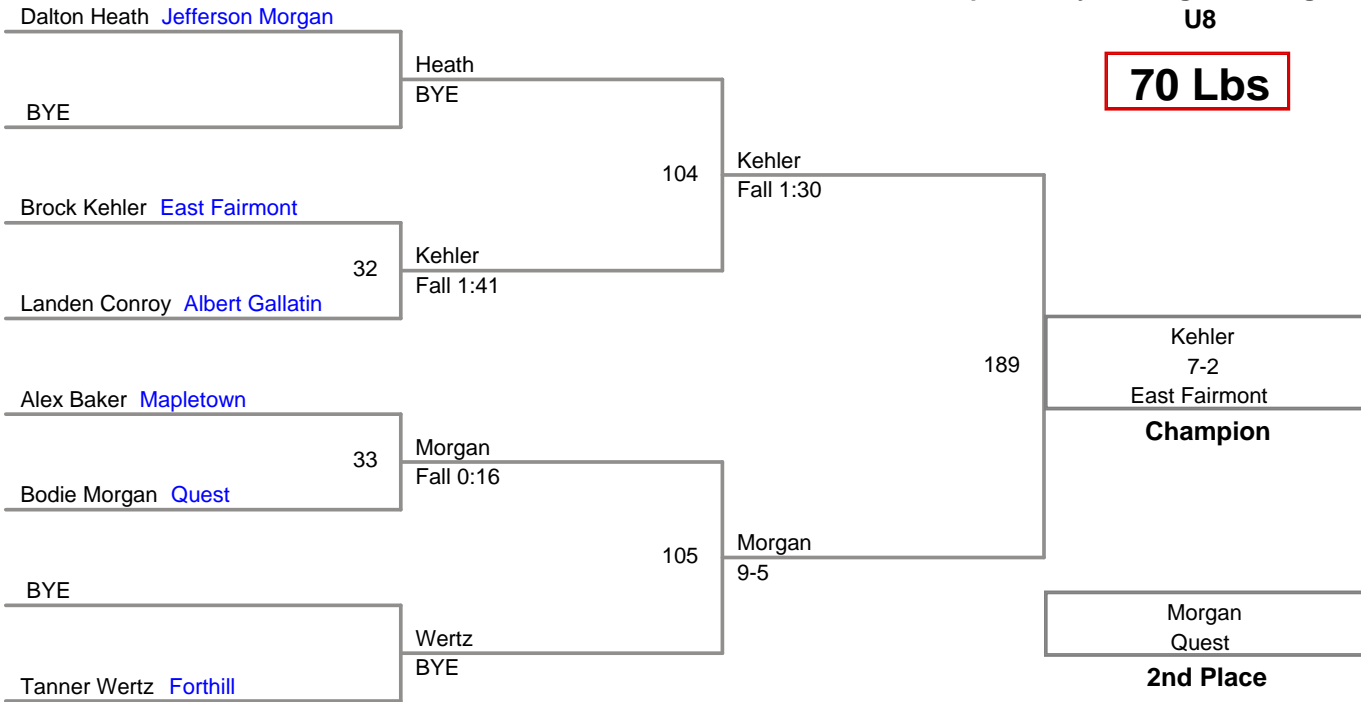 U8
70 Lbs
Dalton Heath Jefferson Morgan
Heath
BYE
BYE
104
Kehler
Fall 1:30
Brock Kehler East Fairmont
32
Kehler
Fall 1:41
Landen Conroy Albert Gallatin
189
Kehler
7-2
East Fairmont
Champion
Alex Baker Mapletown
33
Morgan
Fall 0:16
Bodie Morgan Quest
105
Morgan
9-5
BYE
Wertz
BYE
Tanner Wertz Forthill
Morgan
Quest
2nd Place